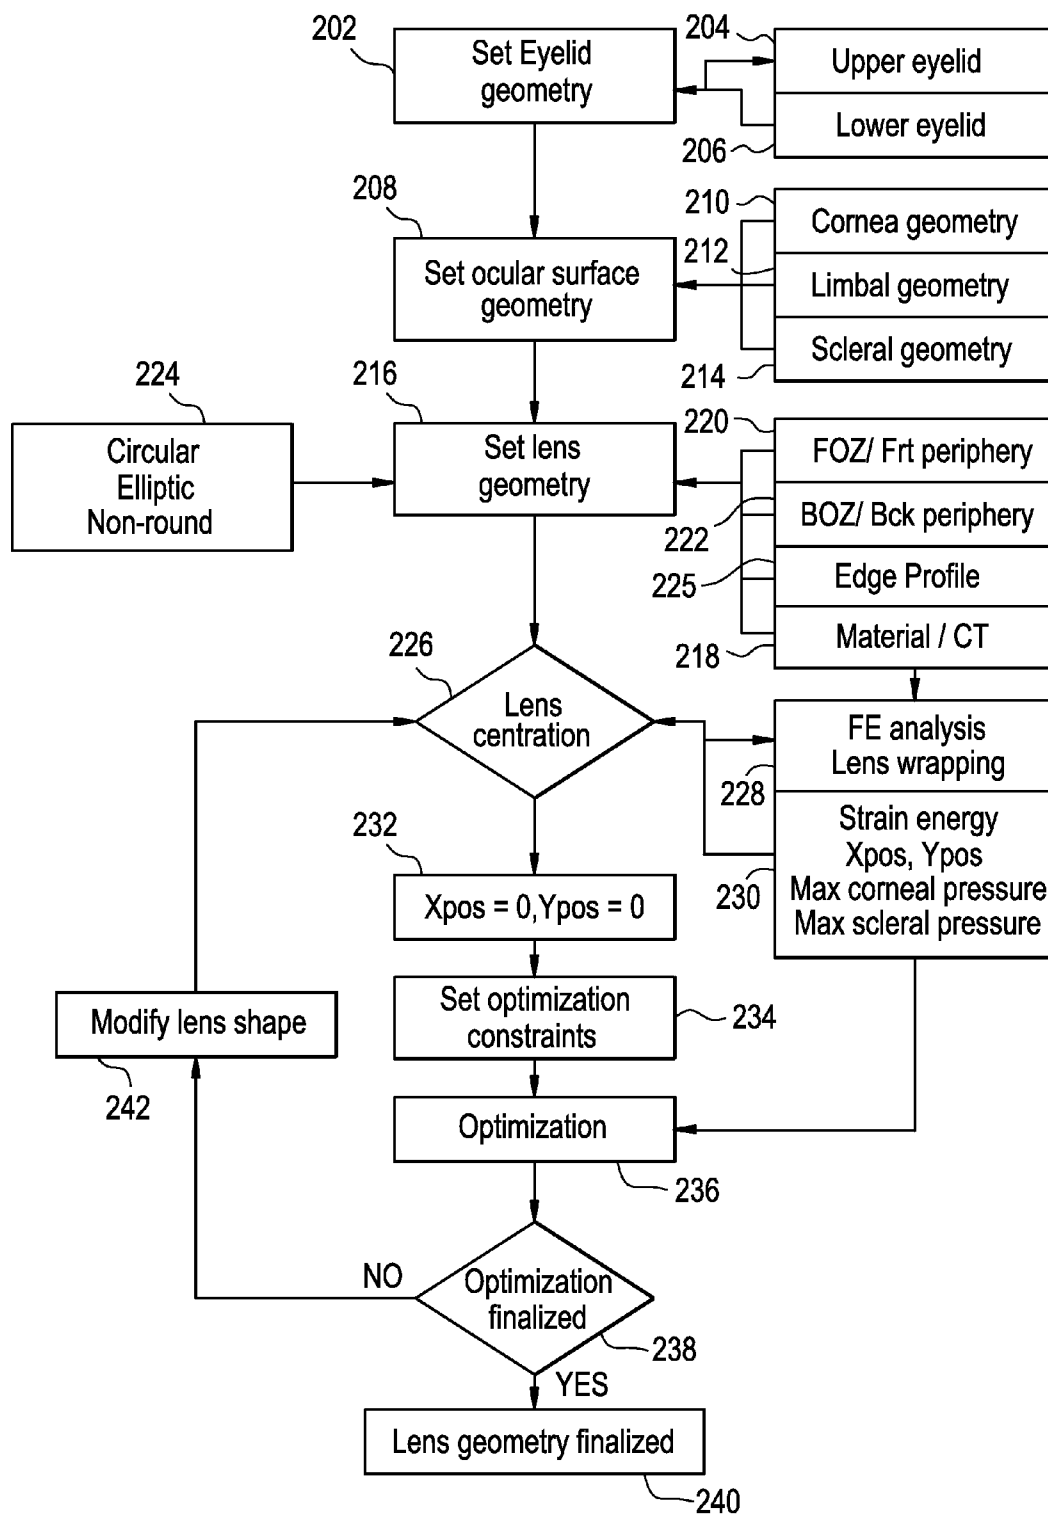 202
Set Eyelid
geometry
204
Upper eyelid
Lower eyelid
206
208
Set ocular surface
geometry
210
Cornea geometry
212
Limbal geometry
Scleral geometry
214
224
Circular
Elliptic
Non-round
216
Set lens
geometry
220
FOZ/ Frt periphery
222
BOZ/ Bck periphery
225
Edge Profile
Material / CT
218
226
Lens
centration
FE analysis
Lens wrapping
228
Strain energy
Xpos, Ypos
230
Max corneal pressure
Max scleral pressure
232
Xpos = 0,Ypos = 0
Set optimization
constraints
234
Modify lens shape
242
Optimization
236
NO
Optimization
finalized
238
YES
Lens geometry finalized
240